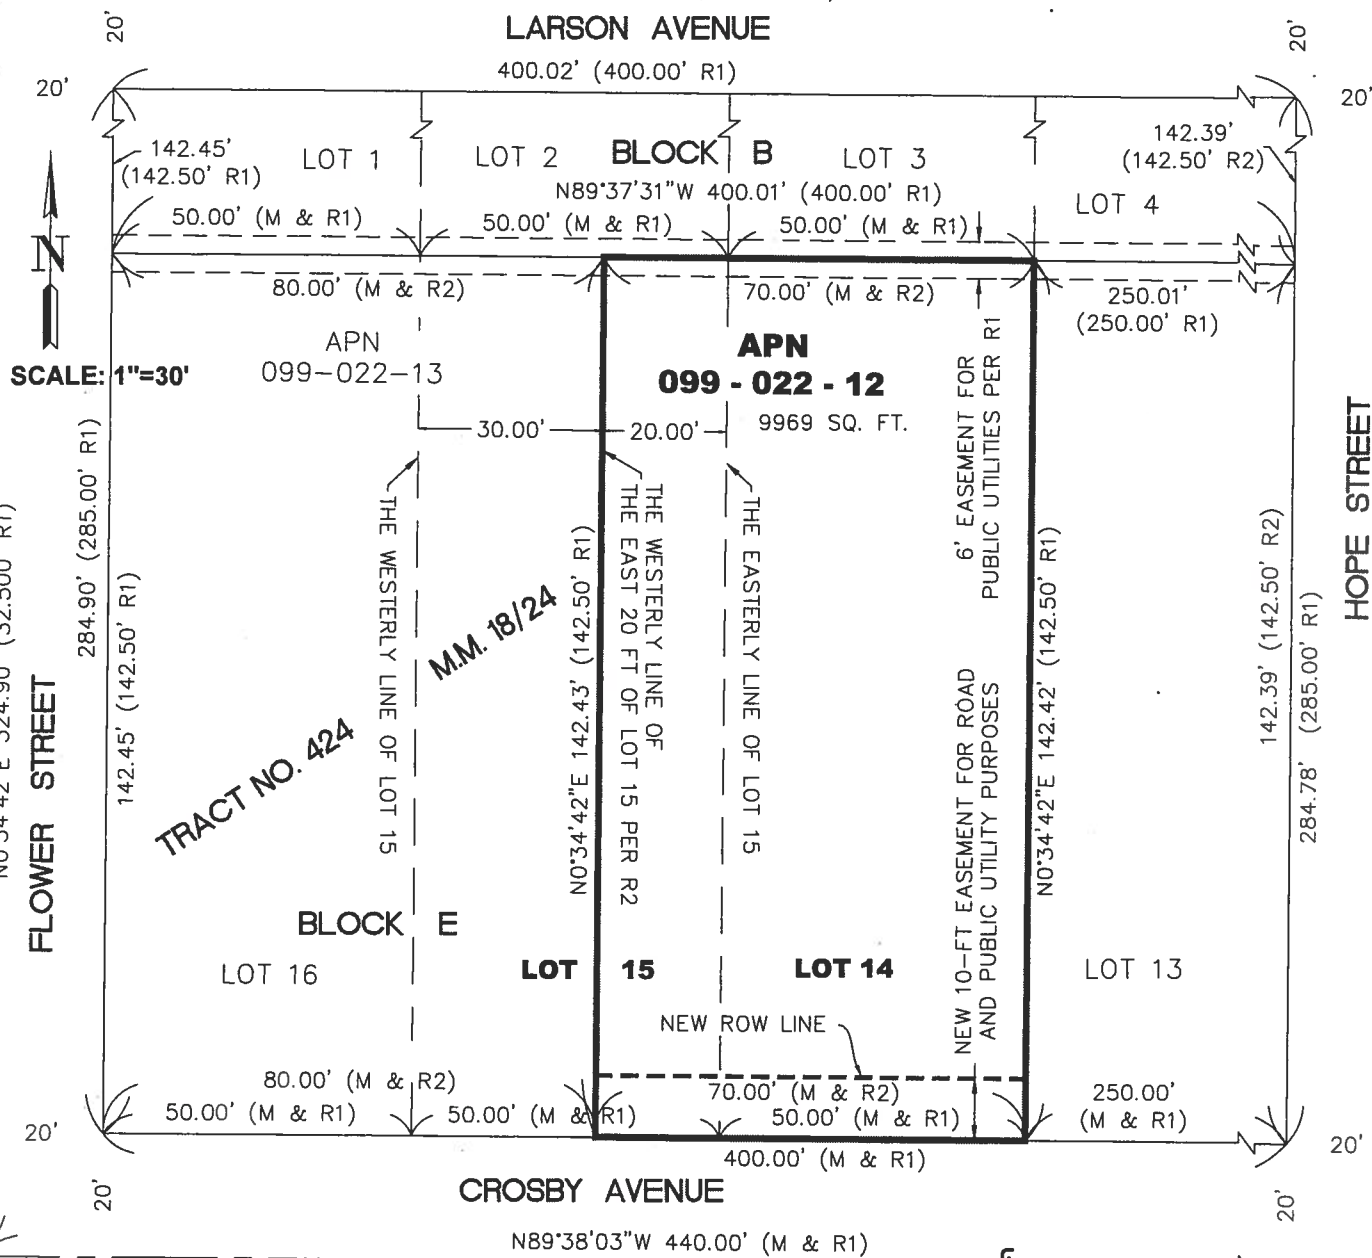 LARSON AVENUE
400.02' (400.00' R1)
20'
20'
20'
20'
142.45'
(142.50' R1)
LOT 1
LOT 2
BLOCK B
LOT 3
142.39'
(142.50' R2)
N89°37'31"W 400.01' (400.00' R1)
LOT 4
50.00' (M & R1)
50.00' (M & R1)
50.00' (M & R1)
N
80.00' (M & R2)
70.00' (M & R2)
250.01'
(250.00' R1)
SCALE: 1"=30'
APN
099-022-13
APN
099 - 022 - 12
9969 SQ. FT.
30.00'
20.00'
6' EASEMENT FOR
PUBLIC UTILITIES PER R1
284.90' (285.00' R1)
142.45' (142.50' R1)
FLOWER STREET
THE WESTERLY LINE OF LOT 15
N0°34'42"E 142.43' (142.50' R1)
THE WESTERLY LINE OF
THE EAST 20 FT OF LOT 15 PER R2
THE EASTERLY LINE OF LOT 15
N0°34'42"E 142.42' (142.50' R1)
142.39' (142.50' R2)
284.78' (285.00' R1)
HOPE STREET
M.M. 18/24
TRACT NO. 424
BLOCK E
LOT 16
LOT 15
LOT 14
LOT 13
NEW 10-FT EASEMENT FOR ROAD
AND PUBLIC UTILITY PURPOSES
NEW ROW LINE
80.00' (M & R2)
70.00' (M & R2)
250.00'
(M & R1)
50.00' (M & R1)
50.00' (M & R1)
50.00' (M & R1)
20'
20'
400.00' (M & R1)
20'
20'
CROSBY AVENUE
N89°38'03"W 440.00' (M & R1)